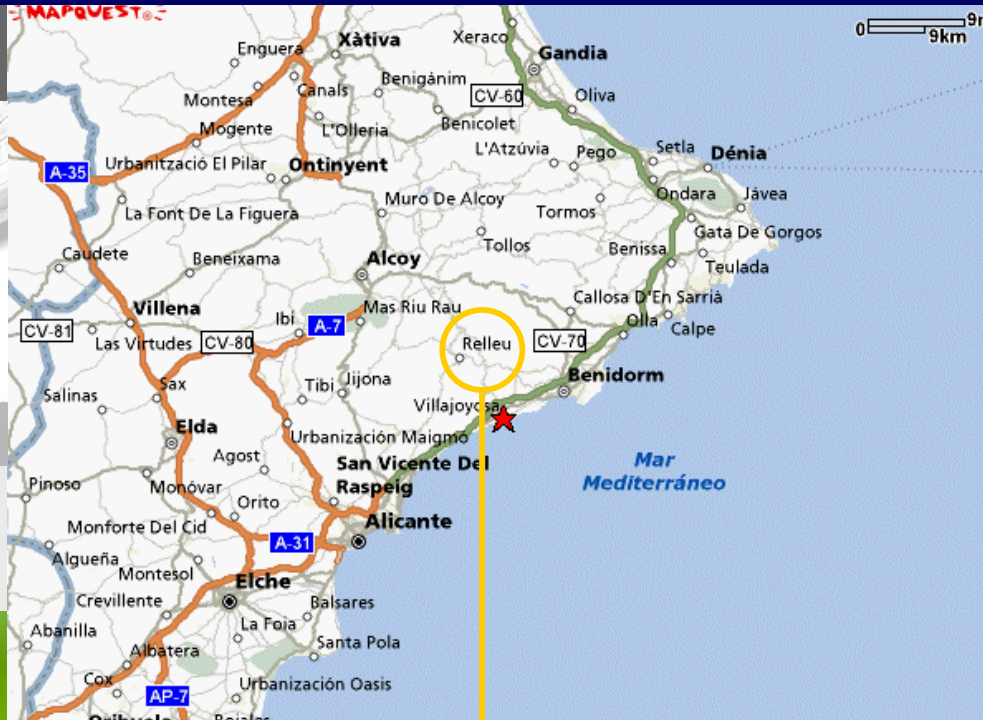 MAPQUEST®
0 9m
9km
Xeraco
Xàtiva
Enguera
Gandia
Benigánim
Canals
CV-60
Montesa
Oliva
L'Olleria
Benicolet
Mogente
L'Atzúvia
Pego
Setla
Dénia
Urbanització El Pilar
Ontinyent
A-35
Ondara
Jávea
Muro De Alcoy
Tormos
La Font De La Figuera
Gata De Gorgos
Tollos
Benissa
Caudete
Beneixama
Alcoy
Teulada
Callosa D'En Sarrià
Villena
Mas Riu Rau
Ibi
A-7
Olla
Calpe
CV-81
Las Virtudes
CV-80
Relleu
CV-70
Benidorm
Sax
Tibi
Jijona
Salinas
Villajoyosa
Elda
Urbanización Maigmo
Agost
San Vicente Del
Raspeig
Mar
Mediterráneo
Pinoso
Monóvar
Orito
Monforte Del Cid
Alicante
A-31
Algueña
Montesol
Elche
Crevillente
Balsares
La Foia
Abanilla
Santa Pola
Albatera
Cox
AP-7
Urbanización Oasis
Orihuela
Rojales